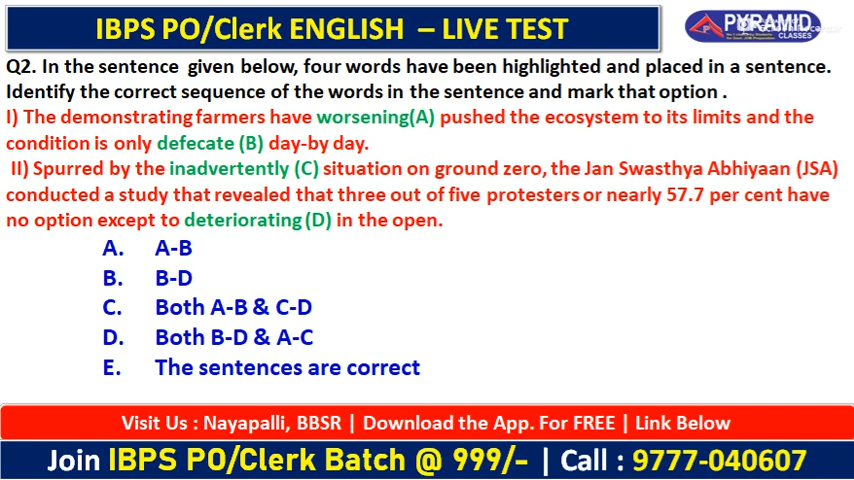 IBPS PO/Clerk ENGLISH – LIVE TEST
PYRAMID
CLASSES
Q2. In the sentence given below, four words have been highlighted and placed in a sentence.
Identify the correct sequence of the words in the sentence and mark that option .
I) The demonstrating farmers have worsening(A) pushed the ecosystem to its limits and the
condition is only defecate (B) day-by day.
II) Spurred by the inadvertently (C) situation on ground zero, the Jan Swasthya Abhiyaan (JSA)
conducted a study that revealed that three out of five protesters or nearly 57.7 per cent have
no option except to deteriorating (D) in the open.
A. A-B
B. B-D
C. Both A-B & C-D
D. Both B-D & A-C
E. The sentences are correct
Visit Us : Nayapalli, BBSR | Download the App. For FREE | Link Below
Join IBPS PO/Clerk Batch @ 999/- | Call : 9777-040607